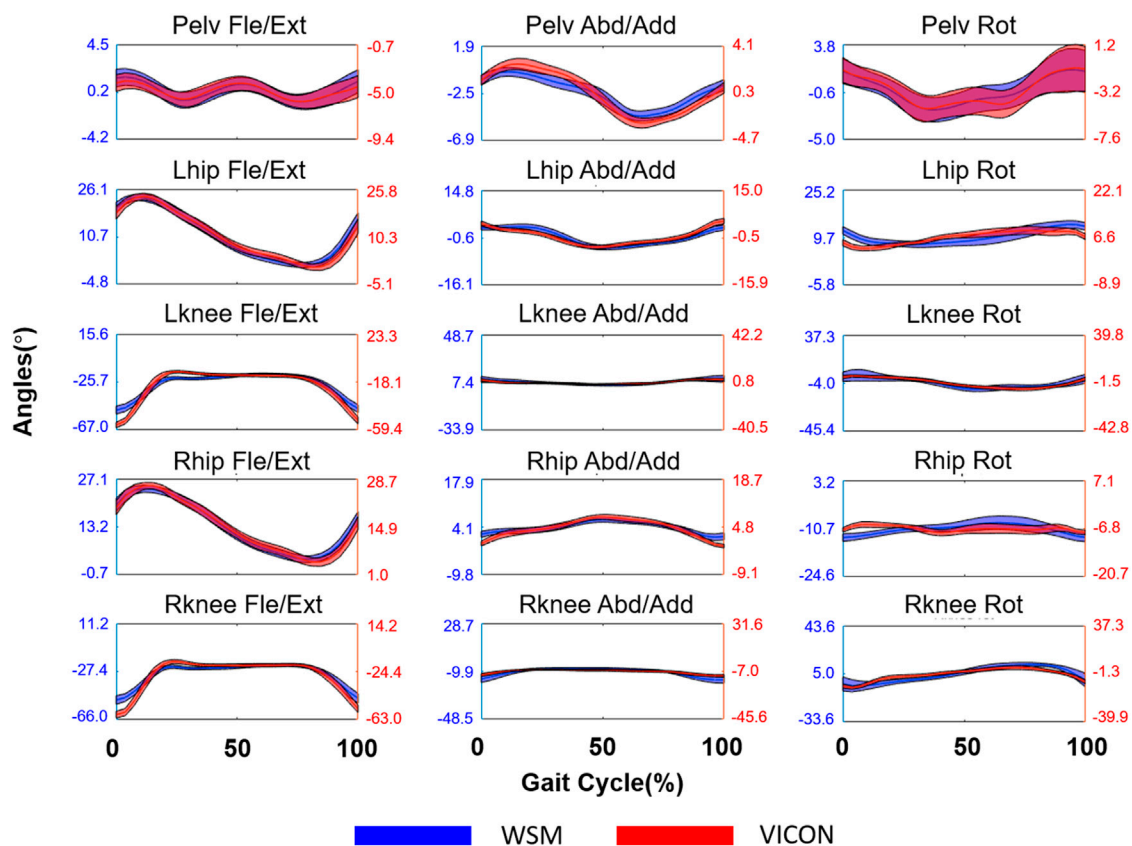 Pelv Fle/Ext Pelv Abd/Add Pelv Rot
4.5 -0.7 1.9 4.1 3.8 1.2
0.2 -5.0 -2.5 0.3 -0.6 -3.2
-4.2 -9.4 -6.9 -4.7 -5.0 -7.6
Lhip Fle/Ext Lhip Abd/Add Lhip Rot
26.1 25.8 14.8 15.0 25.2 22.1
10.7 10.3 -0.6 -0.5 9.7 6.6
-4.8 -5.1 -16.1 -15.9 -5.8 -8.9
Lknee Fle/Ext Lknee Abd/Add Lknee Rot
15.6 23.3 48.7 42.2 37.3 39.8
-25.7 -18.1 7.4 0.8 -4.0 -1.5
-67.0 -59.4 -33.9 -40.5 -45.4 -42.8
Angles(°)
Rhip Fle/Ext Rhip Abd/Add Rhip Rot
27.1 28.7 17.9 18.7 3.2 7.1
13.2 14.9 4.1 4.8 -10.7 -6.8
-0.7 1.0 -9.8 -9.1 -24.6 -20.7
Rknee Fle/Ext Rknee Abd/Add Rknee Rot
11.2 14.2 28.7 31.6 43.6 37.3
-27.4 -24.4 -9.9 -7.0 5.0 -1.3
-66.0 -63.0 -48.5 -45.6 -33.6 -39.9
0 50 100 0 50 100 0 50 100
Gait Cycle(%)
WSM VICON